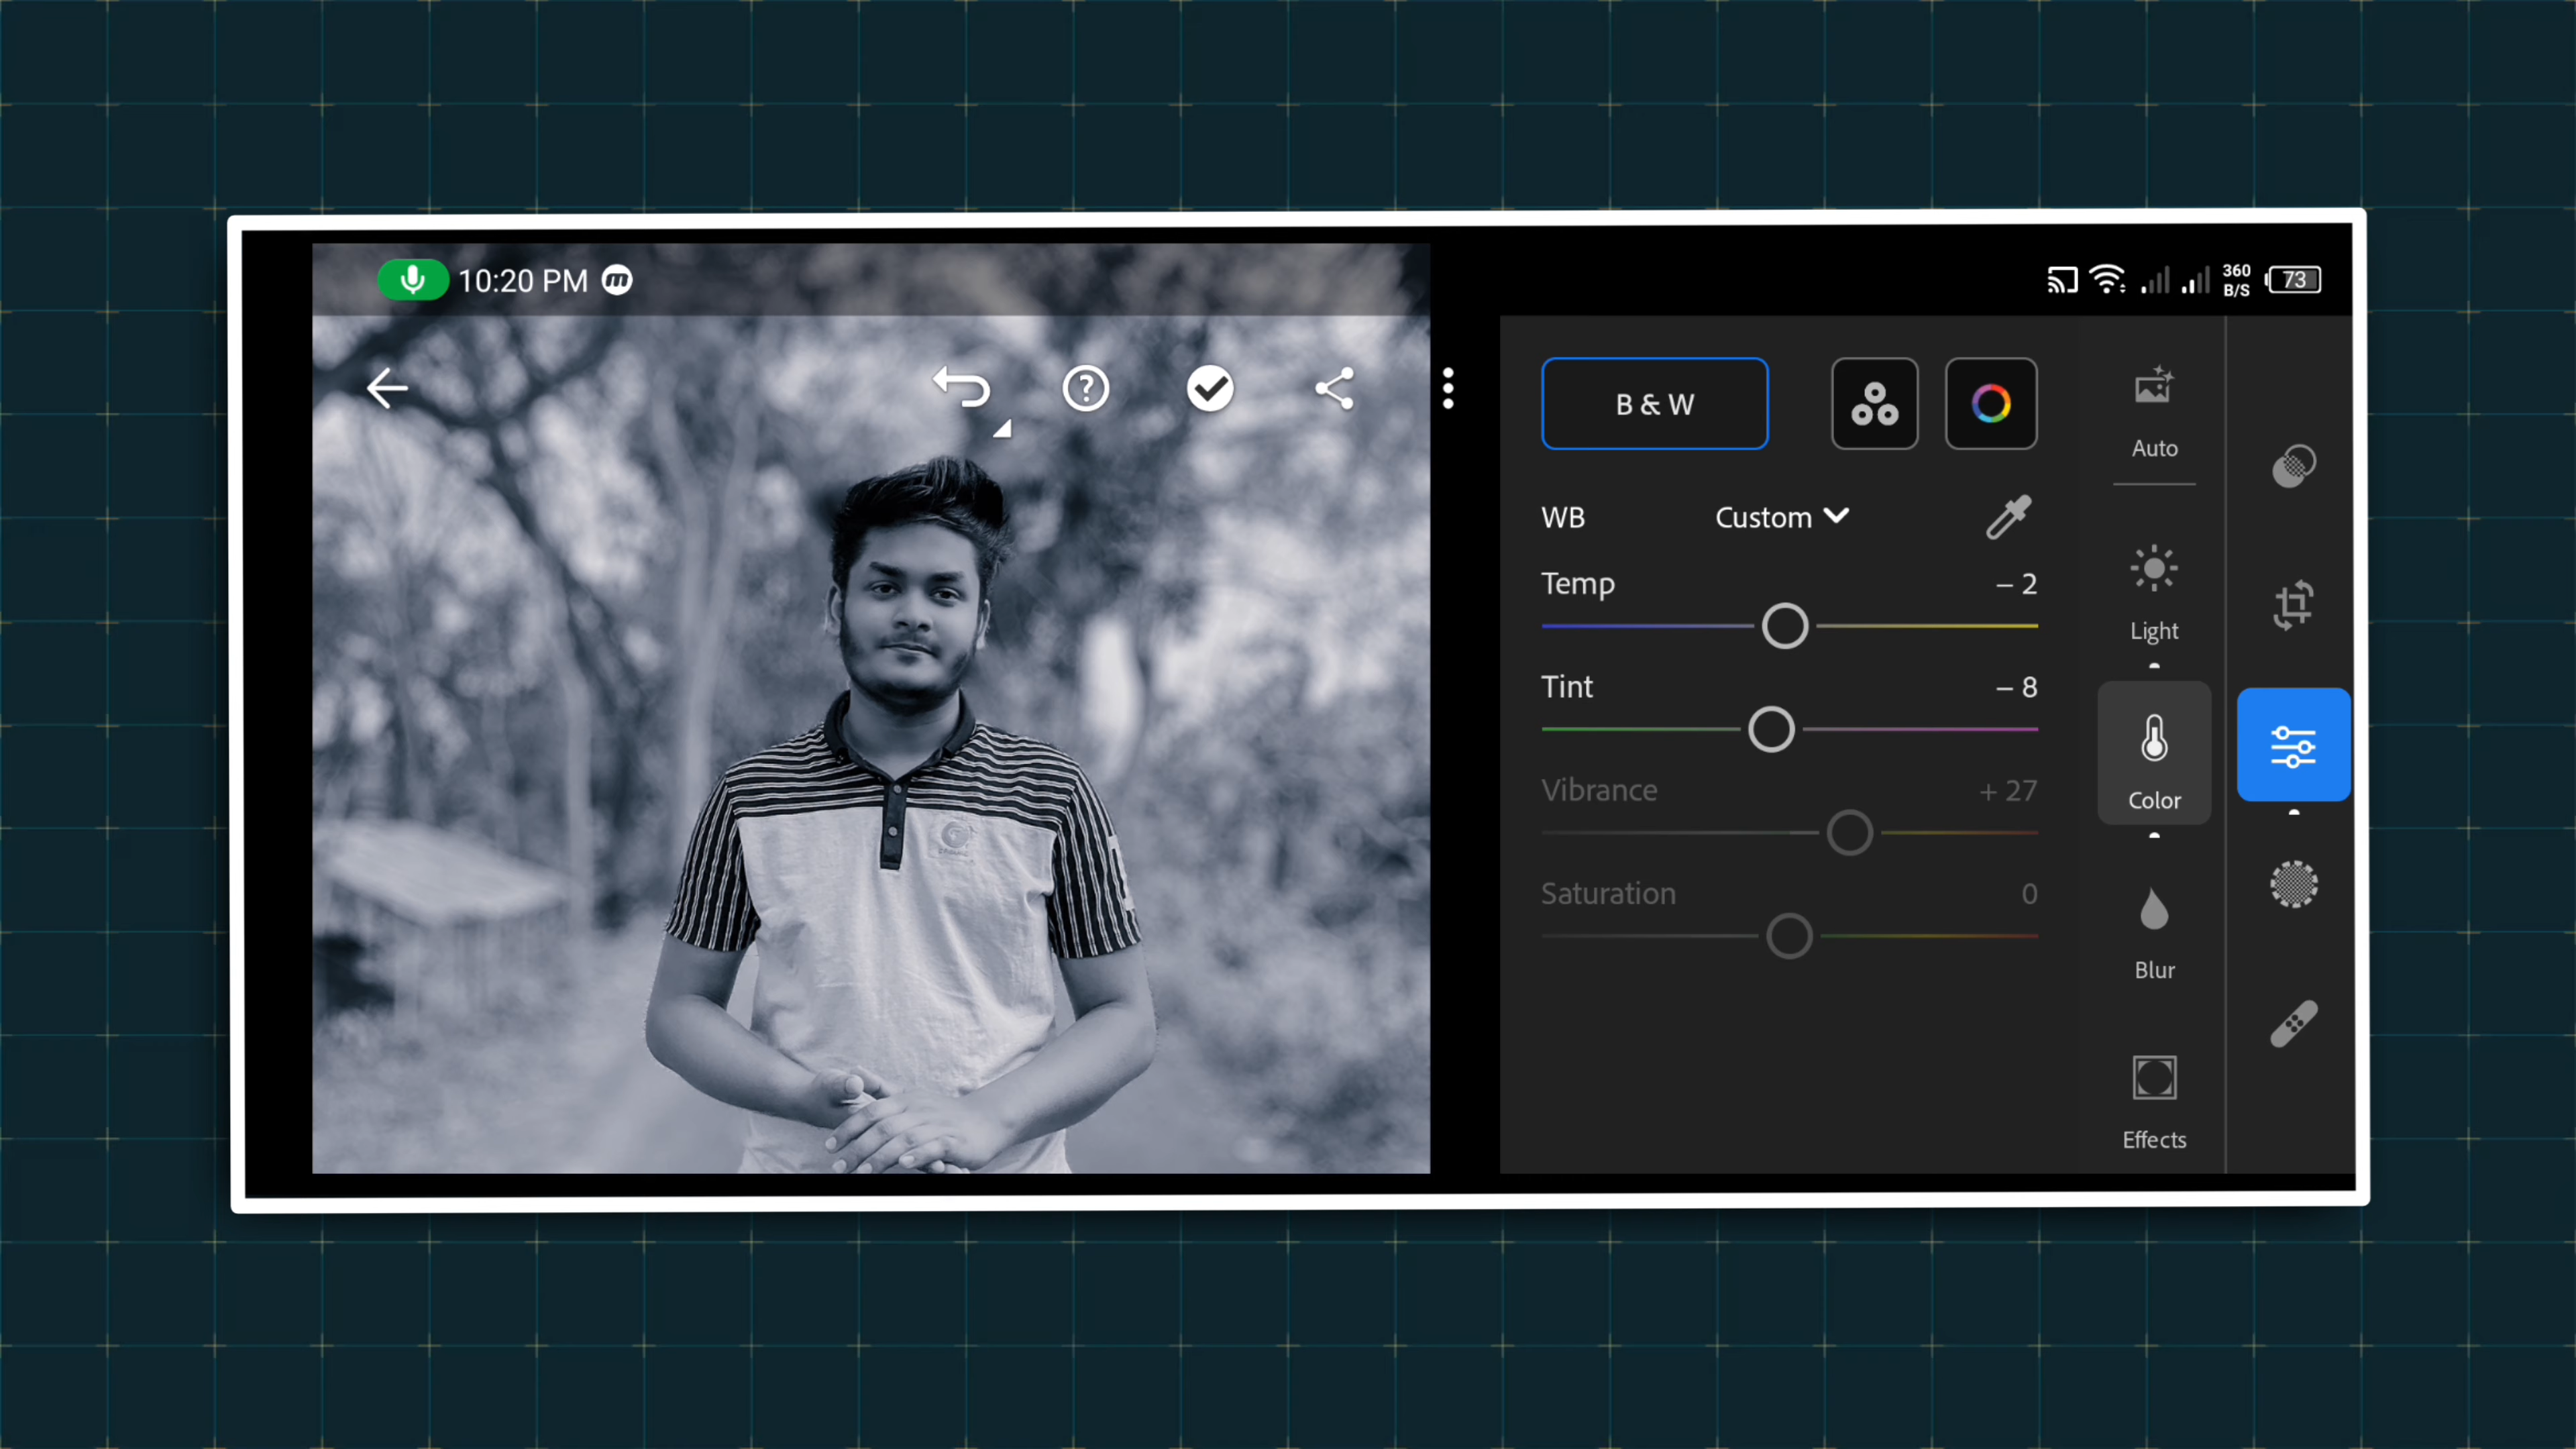 10:20 PM
360
B/S
73
B & W
Auto
WB
Custom
Temp
– 2
Light
Tint
– 8
Vibrance
+ 27
Color
Saturation
0
Blur
Effects